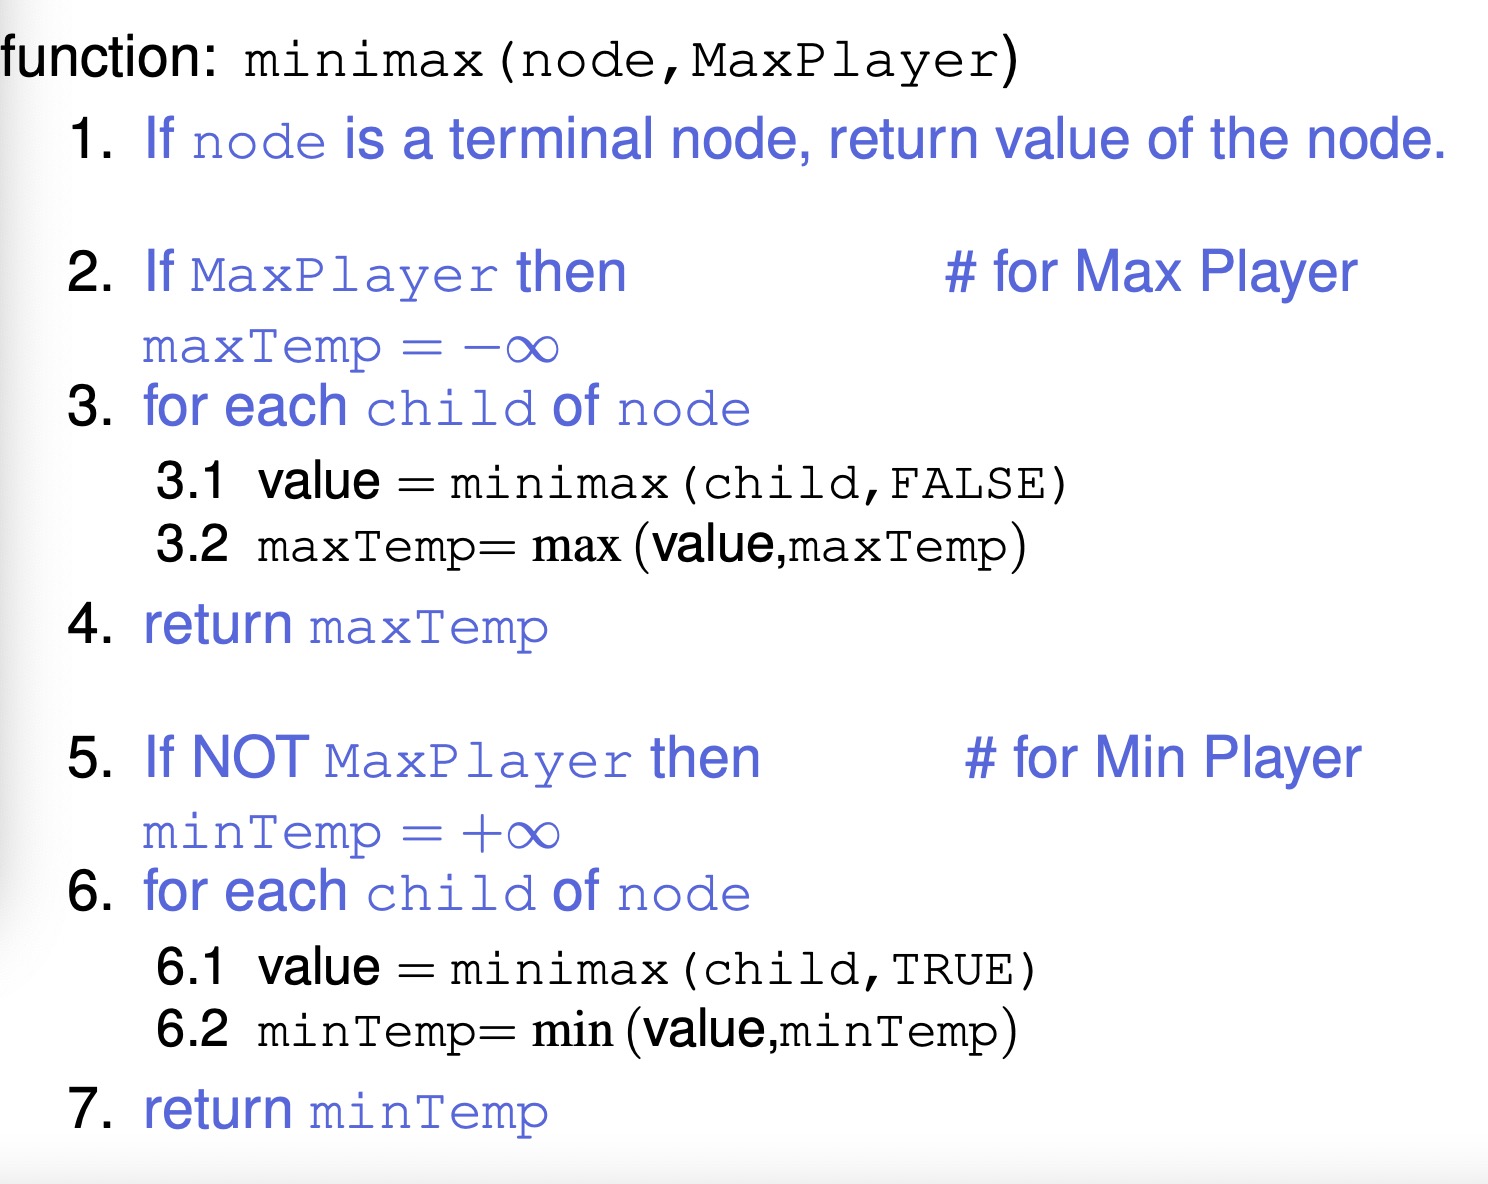 function: minimax(node,MaxPlayer)
1. If node is a terminal node, return value of the node.
2. If MaxPlayer then # for Max Player
maxTemp = −∞
3. for each child of node
3.1 value = minimax(child,FALSE)
3.2 maxTemp= max (value,maxTemp)
4. return maxTemp
5. If NOT MaxPlayer then # for Min Player
minTemp = +∞
6. for each child of node
6.1 value = minimax(child,TRUE)
6.2 minTemp= min (value,minTemp)
7. return minTemp